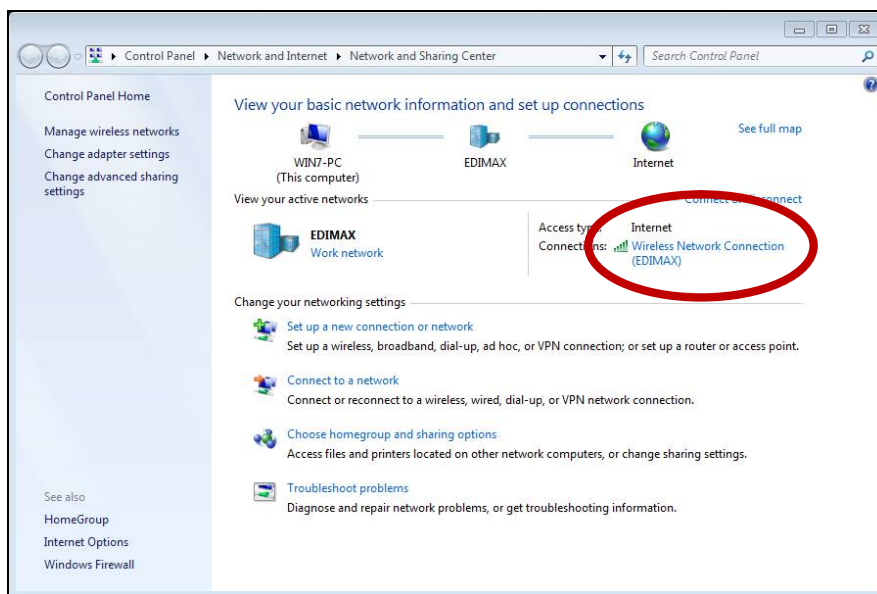 Control Panel ▸ Network and Internet ▸ Network and Sharing Center
Search Control Panel
Control Panel Home
Manage wireless networks
Change adapter settings
Change advanced sharing
settings
See also
HomeGroup
Internet Options
Windows Firewall
View your basic network information and set up connections
See full map
WIN7-PC
(This computer)
EDIMAX
Internet
View your active networks
Connect or disconnect
EDIMAX
Work network
Access type: Internet
Connections: Wireless Network Connection
(EDIMAX)
Change your networking settings
Set up a new connection or network
Set up a wireless, broadband, dial-up, ad hoc, or VPN connection; or set up a router or access point.
Connect to a network
Connect or reconnect to a wireless, wired, dial-up, or VPN network connection.
Choose homegroup and sharing options
Access files and printers located on other network computers, or change sharing settings.
Troubleshoot problems
Diagnose and repair network problems, or get troubleshooting information.